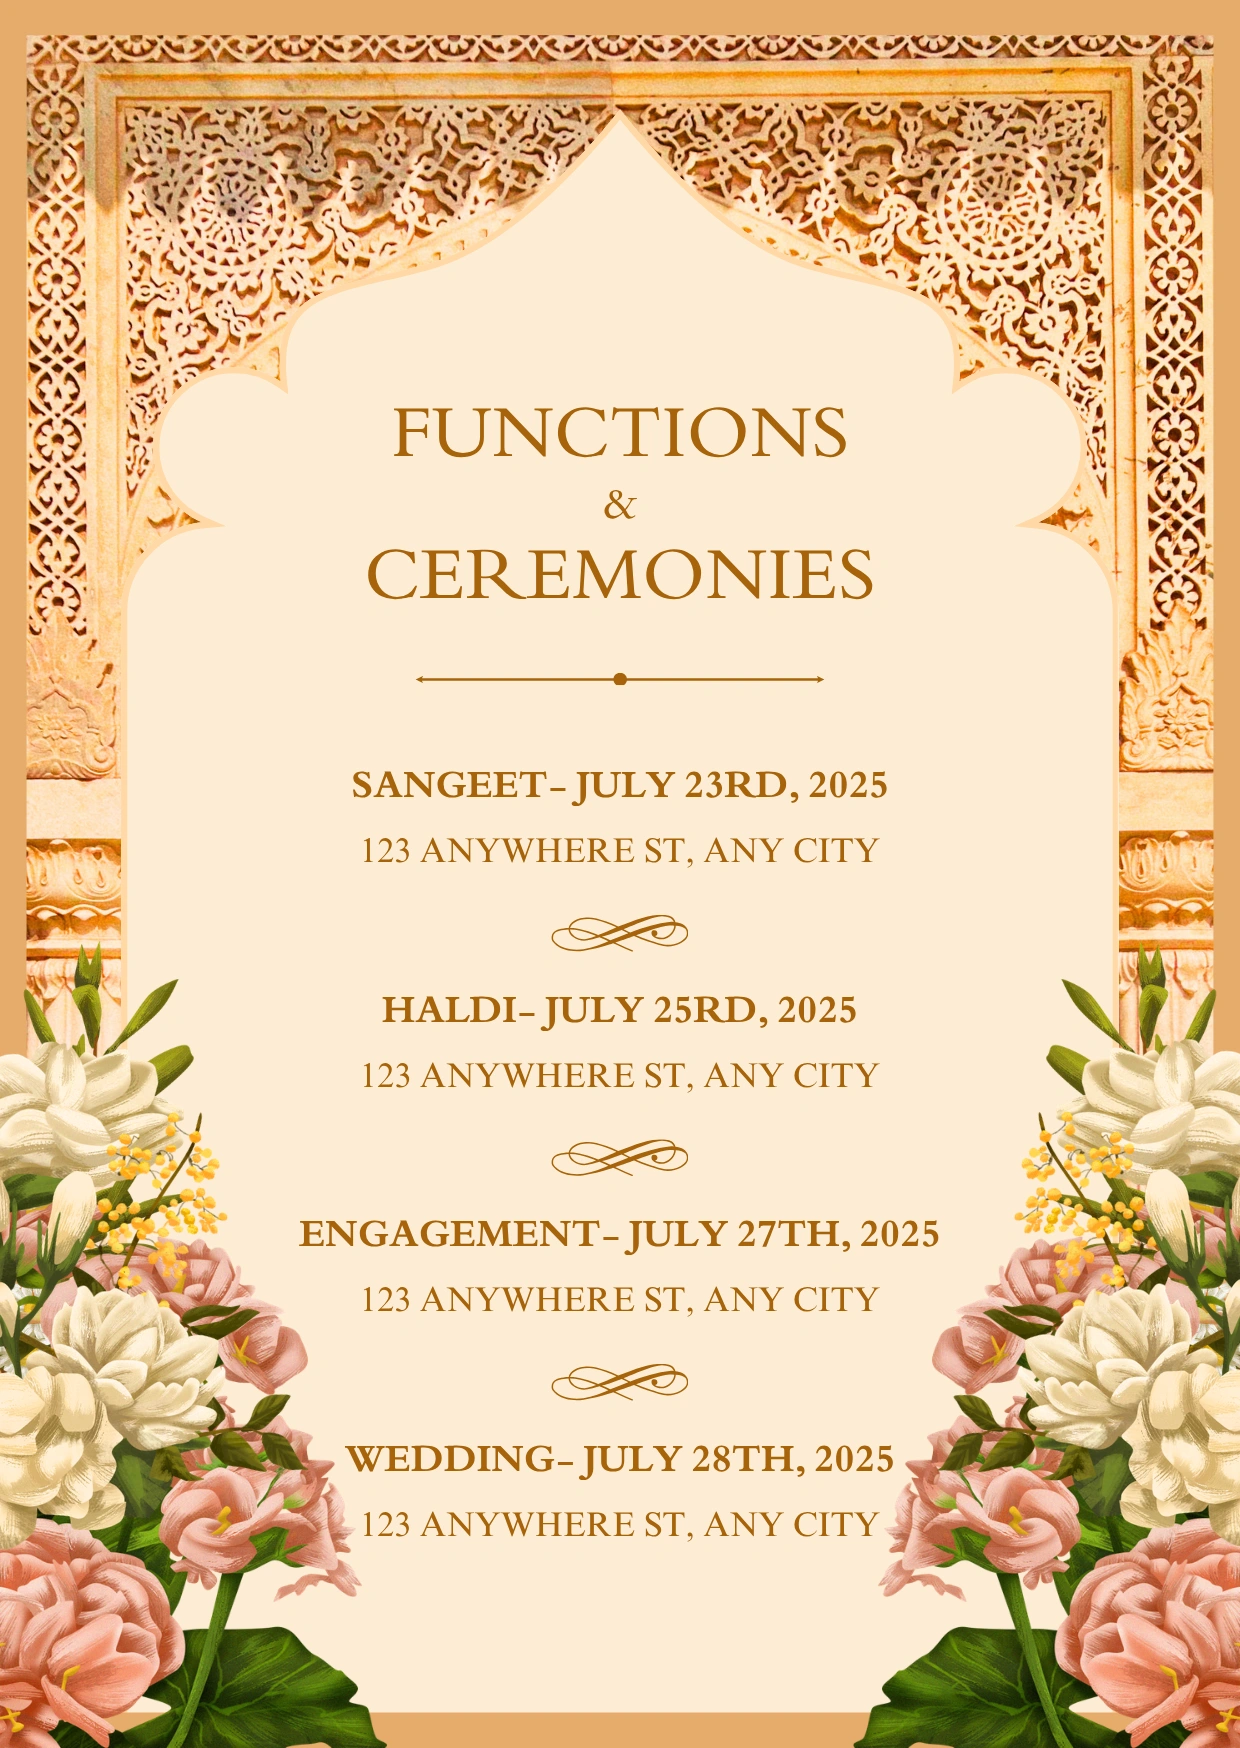 FUNCTIONS
&
CEREMONIES
SANGEET- JULY 23RD, 2025
123 ANYWHERE ST, ANY CITY
HALDI- JULY 25RD, 2025
123 ANYWHERE ST, ANY CITY
ENGAGEMENT- JULY 27TH, 2025
123 ANYWHERE ST, ANY CITY
WEDDING- JULY 28TH, 2025
123 ANYWHERE ST, ANY CITY